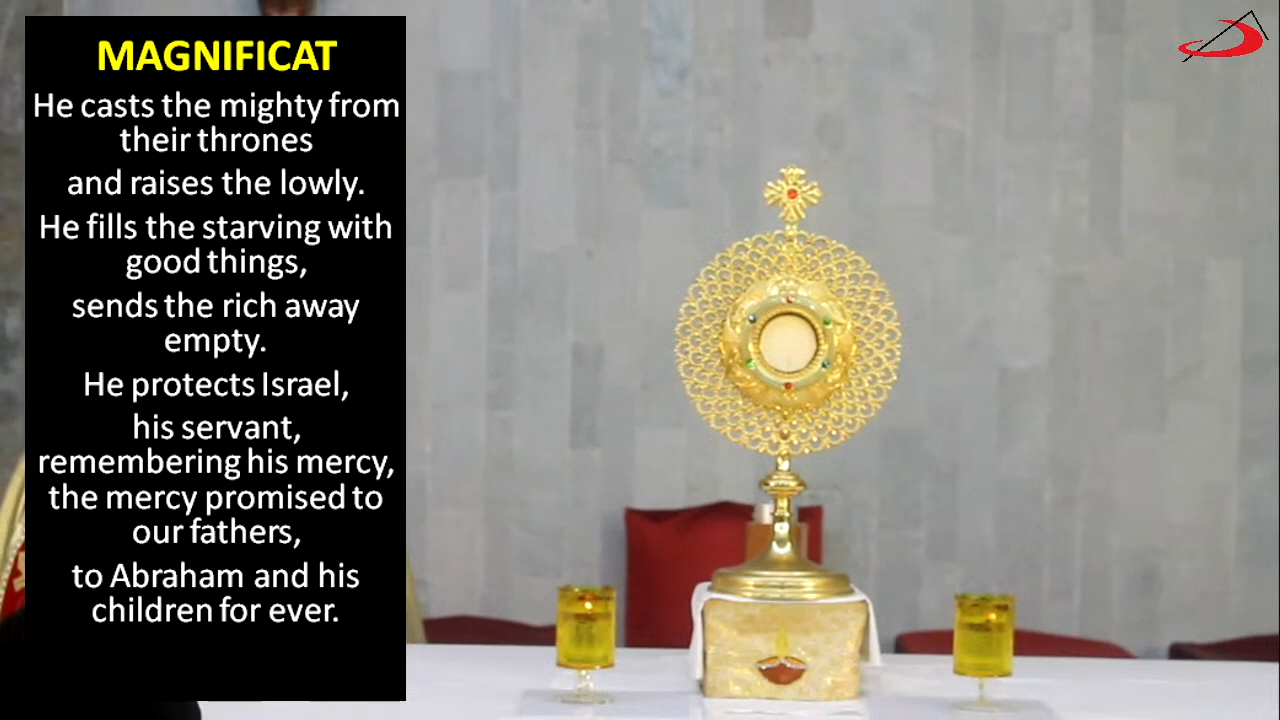 MAGNIFICAT
He casts the mighty from
their thrones
and raises the lowly.
He fills the starving with
good things,
sends the rich away
empty.
He protects Israel,
his servant,
remembering his mercy,
the mercy promised to
our fathers,
to Abraham and his
children for ever.